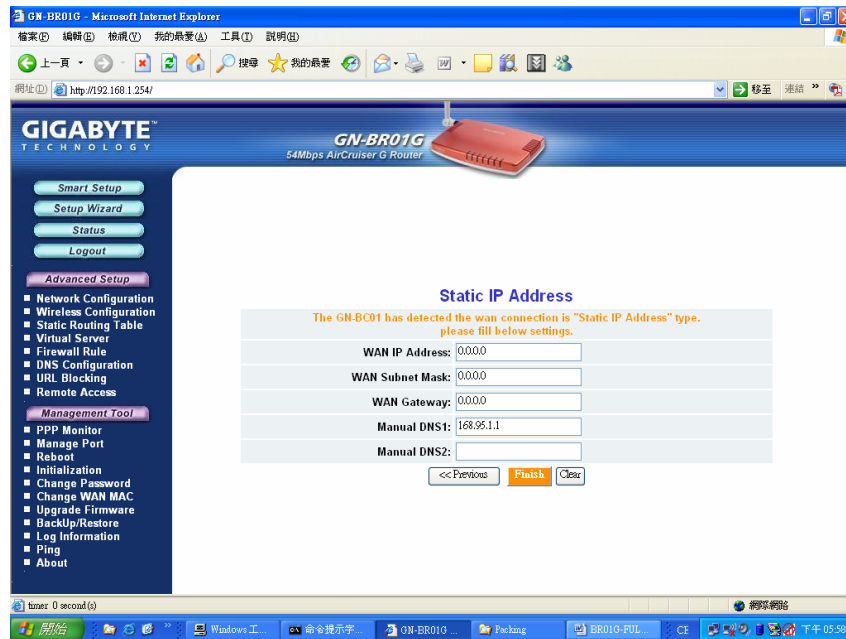 GN-BR01G - Microsoft Internet Explorer
檔案(F) 編輯(E) 檢視(V) 我的最愛(A) 工具(T) 說明(H)
上一頁 搜尋 我的最愛
網址(D) http://192.168.1.254/ 移至 連結 »
GIGABYTE™
TECHNOLOGY
GN-BR01G
54Mbps AirCruiser G Router
Smart Setup
Setup Wizard
Status
Logout
Advanced Setup
Network Configuration
Wireless Configuration
Static Routing Table
Virtual Server
Firewall Rule
DNS Configuration
URL Blocking
Remote Access
Management Tool
PPP Monitor
Manage Port
Reboot
Initialization
Change Password
Change WAN MAC
Upgrade Firmware
BackUp/Restore
Log Information
Ping
About
Static IP Address
The GN-BC01 has detected the wan connection is "Static IP Address" type.
please fill below settings.
WAN IP Address: 0.0.0.0
WAN Subnet Mask: 0.0.0.0
WAN Gateway: 0.0.0.0
Manual DNS1: 168.95.1.1
Manual DNS2:
<< Previous Finish Clear
timer 0 second(s) 網際網路
開始 » Windows 工... 命令提示字... GN-BR01G ... Packing BR01G-FUL... CH 下午 05:58